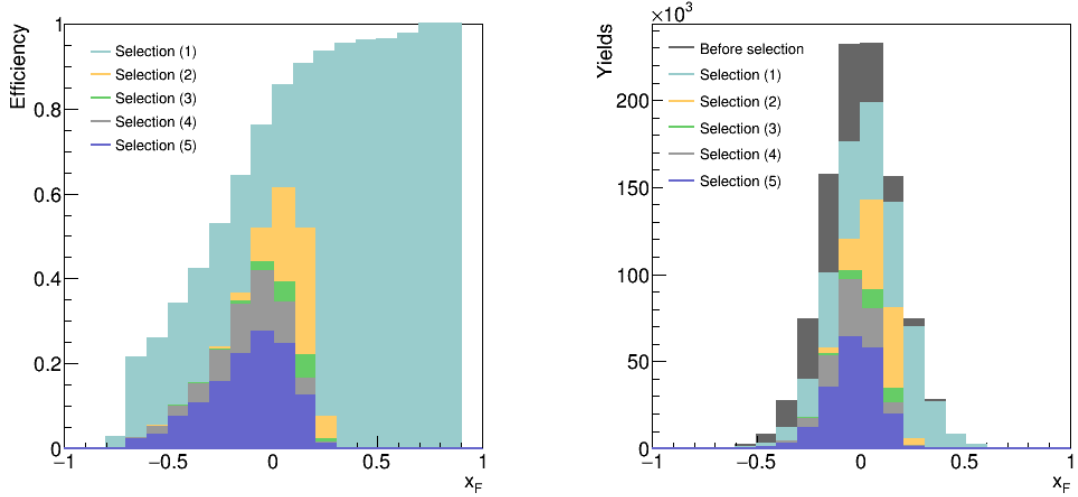 Efficiency
1
0.8
0.6
0.4
0.2
0
Selection (1)
Selection (2)
Selection (3)
Selection (4)
Selection (5)
−1
−0.5
0
0.5
1
x_F
×10³
Yields
200
150
100
50
0
Before selection
Selection (1)
Selection (2)
Selection (3)
Selection (4)
Selection (5)
−1
−0.5
0
0.5
1
x_F